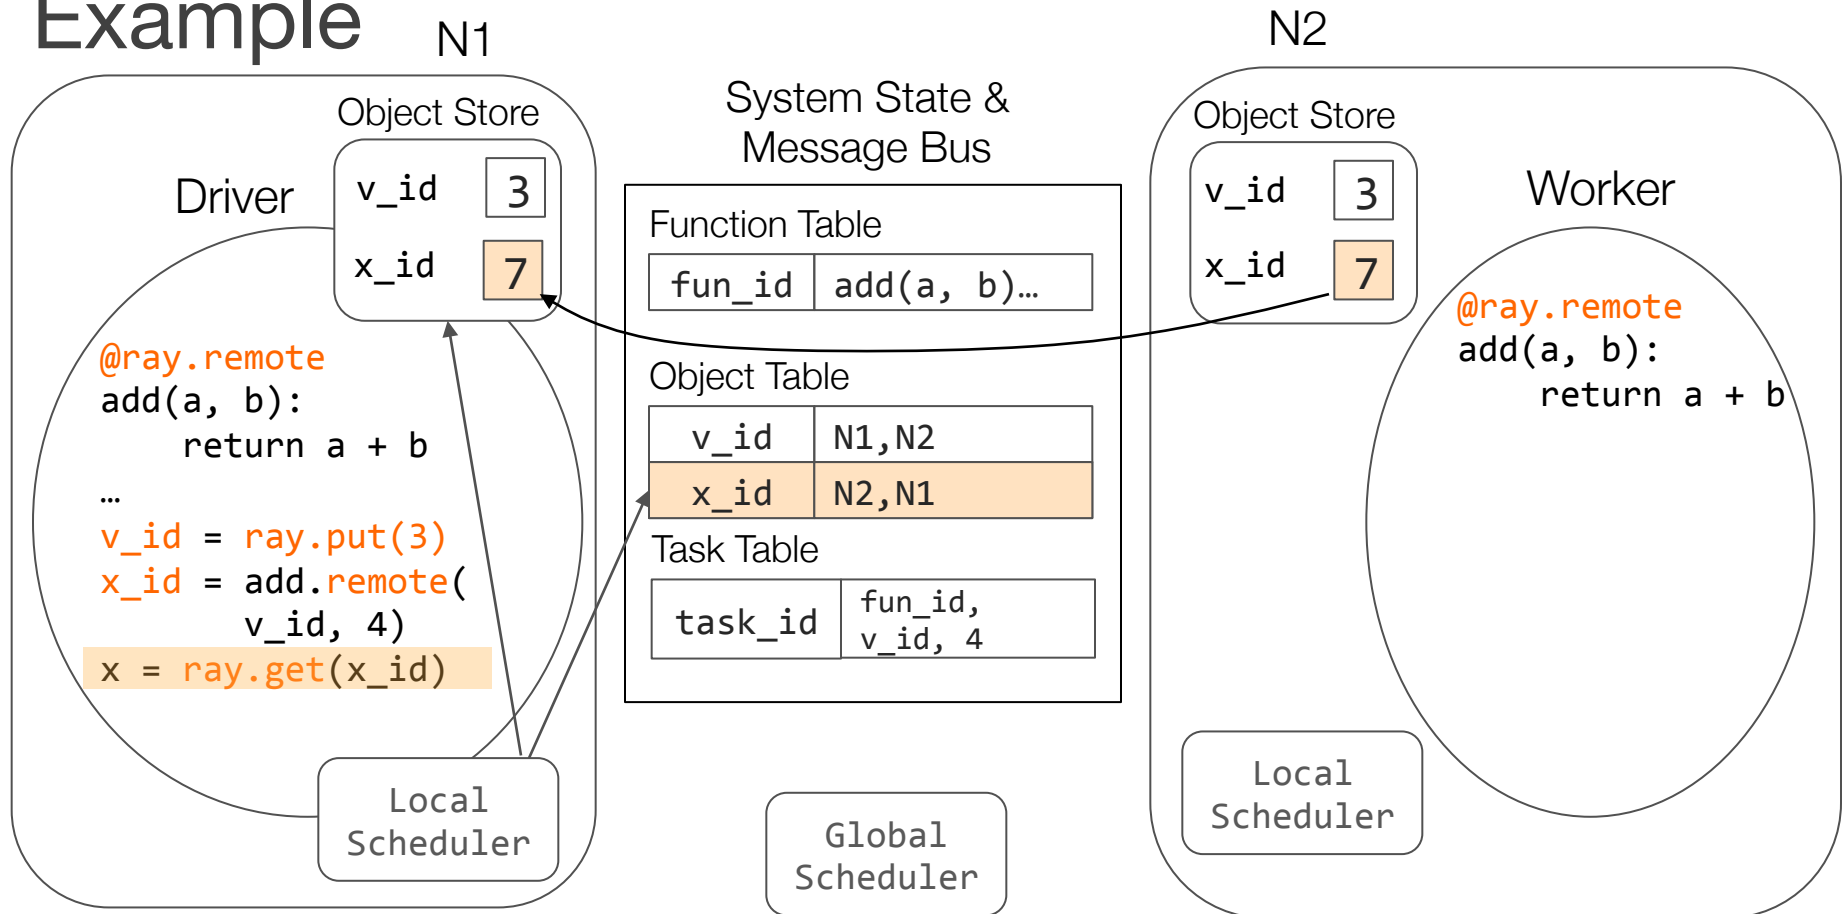 Example
N1
Object Store
v_id 3
x_id 7
Driver
@ray.remote
add(a, b):
    return a + b
…
v_id = ray.put(3)
x_id = add.remote(
       v_id, 4)
x = ray.get(x_id)
Local
Scheduler
System State &
Message Bus
Function Table
fun_id add(a, b)…
Object Table
v_id N1,N2
x_id N2,N1
Task Table
task_id fun_id,
v_id, 4
Global
Scheduler
N2
Object Store
v_id 3
x_id 7
Worker
@ray.remote
add(a, b):
    return a + b
Local
Scheduler